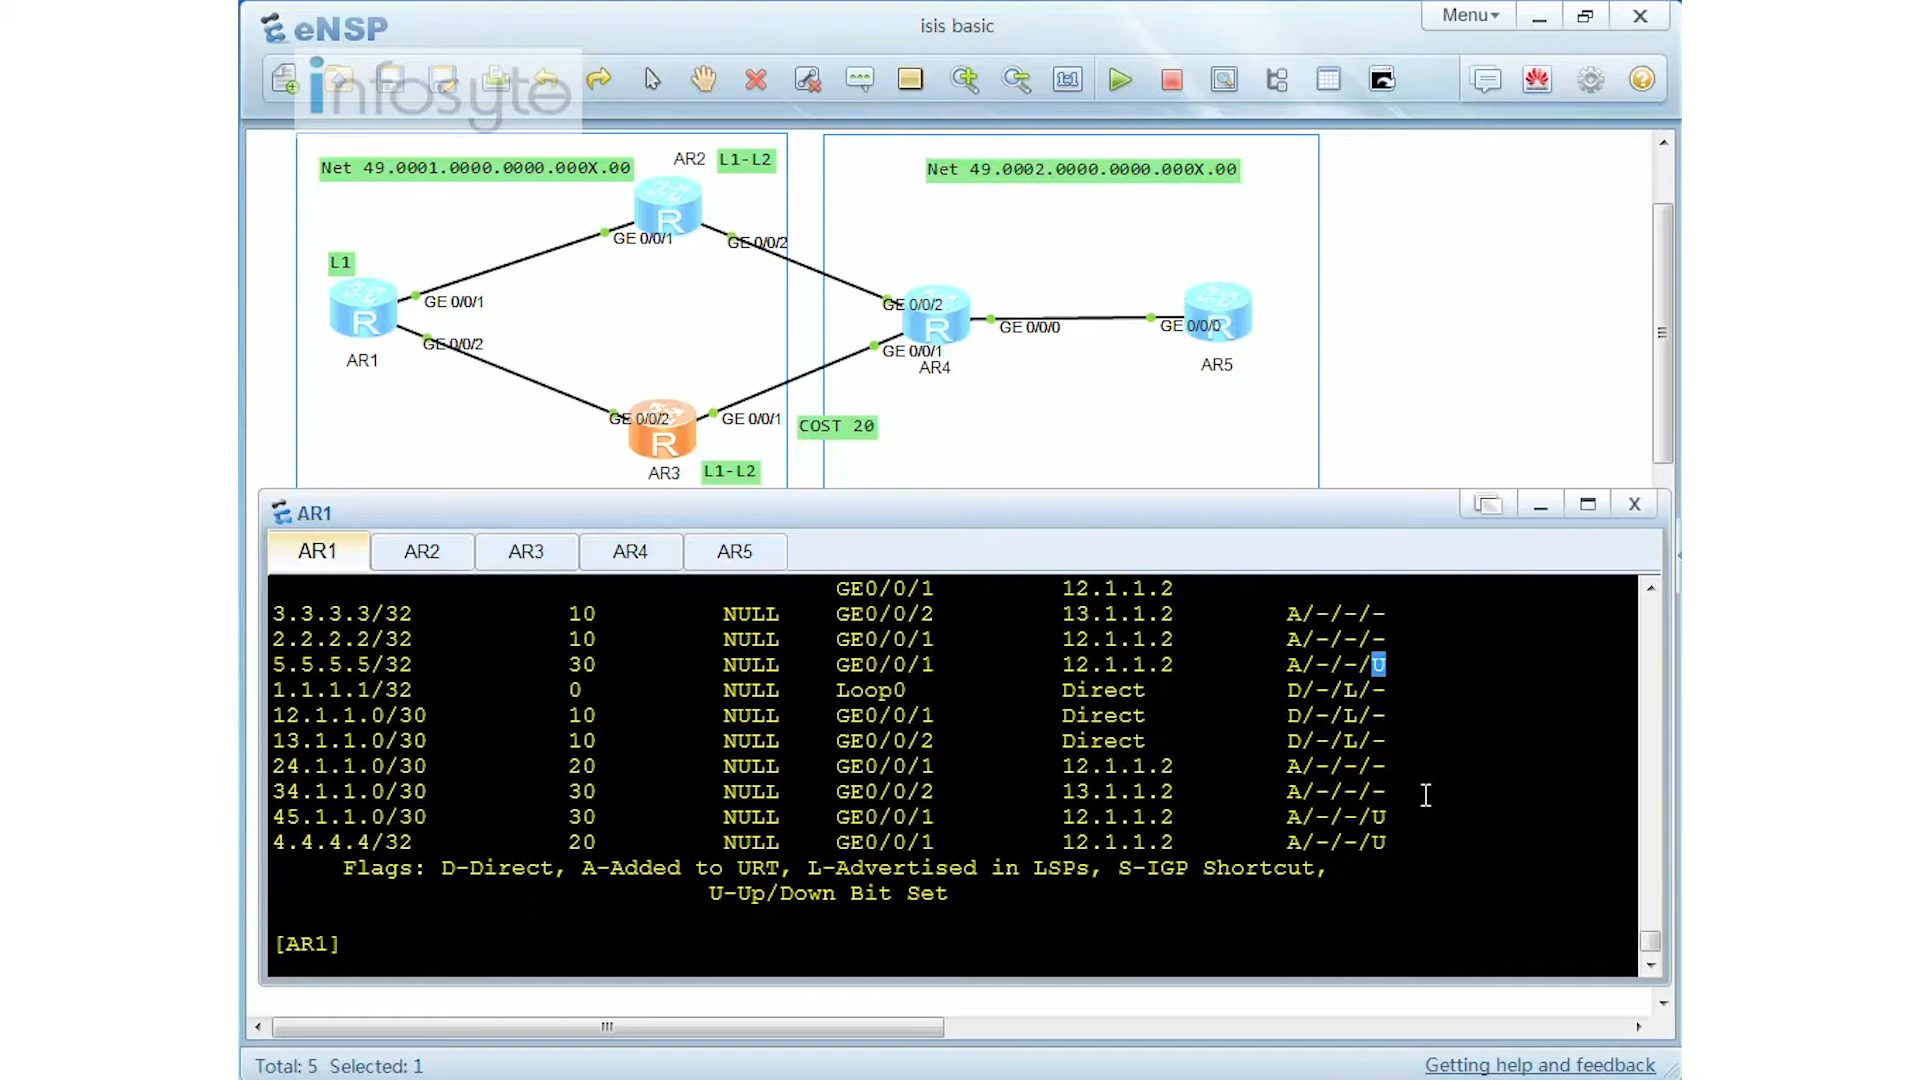 eNSP
isis basic
Menu
infosyte
1:1
Net 49.0001.0000.0000.000X.00
AR2
L1-L2
Net 49.0002.0000.0000.000X.00
R
GE 0/0/1
GE 0/0/2
L1
GE 0/0/1
R
AR1
GE 0/0/2
GE 0/0/2
R
GE 0/0/1
AR4
GE 0/0/0
GE 0/0/0
R
AR5
GE 0/0/2
GE 0/0/1
R
COST 20
AR3
L1-L2
AR1
AR1 AR2 AR3 AR4 AR5
GE0/0/1 12.1.1.2
3.3.3.3/32 10 NULL GE0/0/2 13.1.1.2 A/-/-/-
2.2.2.2/32 10 NULL GE0/0/1 12.1.1.2 A/-/-/-
5.5.5.5/32 30 NULL GE0/0/1 12.1.1.2 A/-/-/U
1.1.1.1/32 0 NULL Loop0 Direct D/-/L/-
12.1.1.0/30 10 NULL GE0/0/1 Direct D/-/L/-
13.1.1.0/30 10 NULL GE0/0/2 Direct D/-/L/-
24.1.1.0/30 20 NULL GE0/0/1 12.1.1.2 A/-/-/-
34.1.1.0/30 30 NULL GE0/0/2 13.1.1.2 A/-/-/-
45.1.1.0/30 30 NULL GE0/0/1 12.1.1.2 A/-/-/U
4.4.4.4/32 20 NULL GE0/0/1 12.1.1.2 A/-/-/U
Flags: D-Direct, A-Added to URT, L-Advertised in LSPs, S-IGP Shortcut,
U-Up/Down Bit Set
[AR1]
Total: 5 Selected: 1
Getting help and feedback